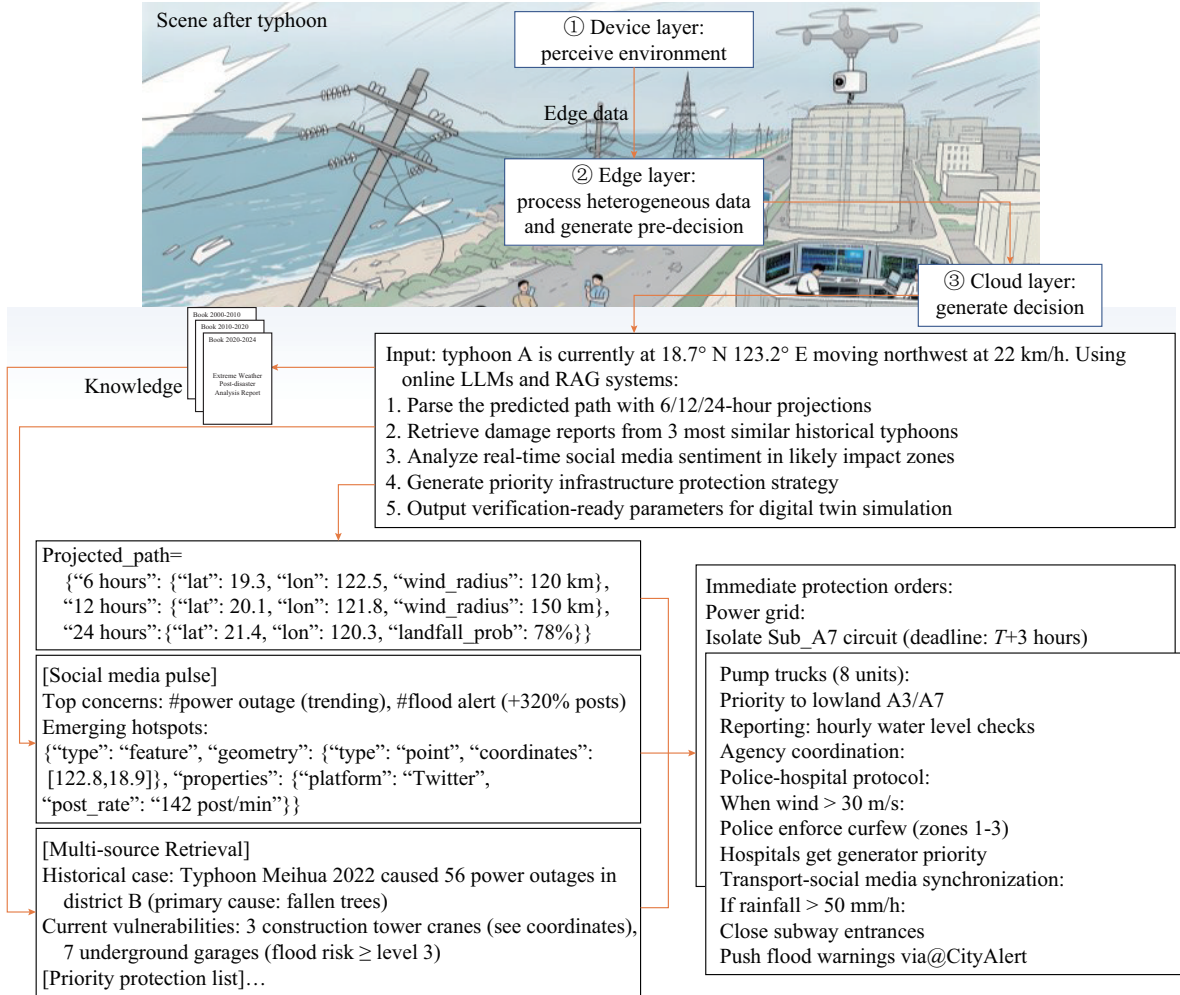 Scene after typhoon
① Device layer:
perceive environment
Edge data
② Edge layer:
process heterogeneous data
and generate pre-decision
③ Cloud layer:
generate decision
Book 2000-2010
Book 2010-2020
Book 2020-2024
Extreme Weather
Post-disaster
Analysis Report
Knowledge
Input: typhoon A is currently at 18.7° N 123.2° E moving northwest at 22 km/h. Using
online LLMs and RAG systems:
1. Parse the predicted path with 6/12/24-hour projections
2. Retrieve damage reports from 3 most similar historical typhoons
3. Analyze real-time social media sentiment in likely impact zones
4. Generate priority infrastructure protection strategy
5. Output verification-ready parameters for digital twin simulation
Projected_path=
{“6 hours”: {“lat”: 19.3, “lon”: 122.5, “wind_radius”: 120 km},
“12 hours”: {“lat”: 20.1, “lon”: 121.8, “wind_radius”: 150 km},
“24 hours”:{“lat”: 21.4, “lon”: 120.3, “landfall_prob”: 78%}}
[Social media pulse]
Top concerns: #power outage (trending), #flood alert (+320% posts)
Emerging hotspots:
{“type”: “feature”, “geometry”: {“type”: “point”, “coordinates”:
[122.8,18.9]}, “properties”: {“platform”: “Twitter”,
“post_rate”: “142 post/min”}}
[Multi-source Retrieval]
Historical case: Typhoon Meihua 2022 caused 56 power outages in
district B (primary cause: fallen trees)
Current vulnerabilities: 3 construction tower cranes (see coordinates),
7 underground garages (flood risk ≥ level 3)
[Priority protection list]…
Immediate protection orders:
Power grid:
Isolate Sub_A7 circuit (deadline: T+3 hours)
Pump trucks (8 units):
Priority to lowland A3/A7
Reporting: hourly water level checks
Agency coordination:
Police-hospital protocol:
When wind > 30 m/s:
Police enforce curfew (zones 1-3)
Hospitals get generator priority
Transport-social media synchronization:
If rainfall > 50 mm/h:
Close subway entrances
Push flood warnings via@CityAlert